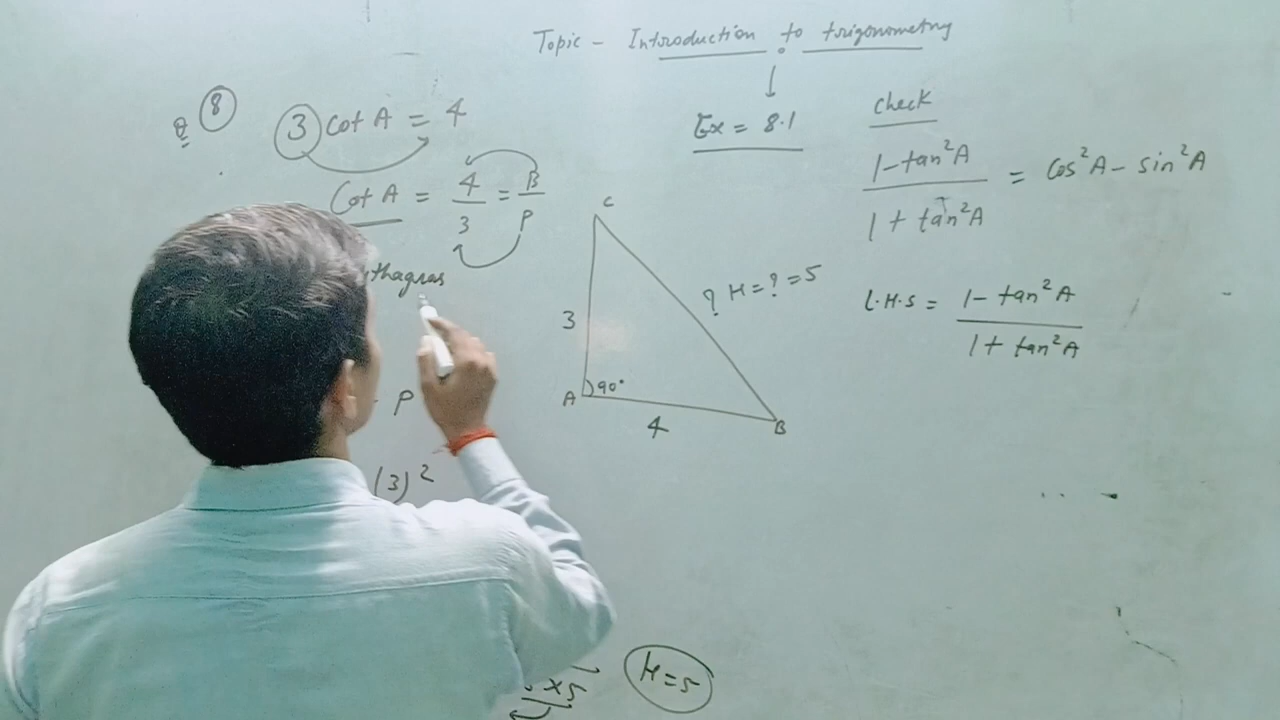 Topic - Introduction to trigonometry
Ex = 8.1
Q 8
3 cot A = 4
Cot A = 4/3 = B/P
thagras
P
(3)²
C
3
A
90°
4
B
? H = ? = 5
×5
H=5
check
1-tan²A / 1 + tan²A = cos²A - sin²A
L.H.S = 1- tan²A / 1+ tan²A